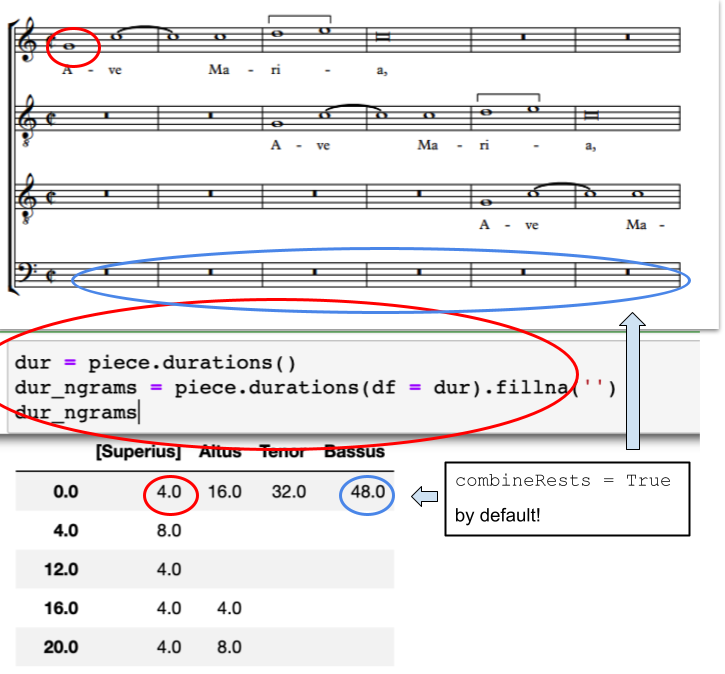 A - ve Ma - ri - a,
A - ve Ma - ri - a,
8
A - ve Ma -
8
dur = piece.durations()
dur_ngrams = piece.durations(df = dur).fillna('')
dur_ngrams
[Superius] Altus Tenor Bassus
0.0 4.0 16.0 32.0 48.0
4.0 8.0
12.0 4.0
16.0 4.0 4.0
20.0 4.0 8.0
combineRests = True
by default!